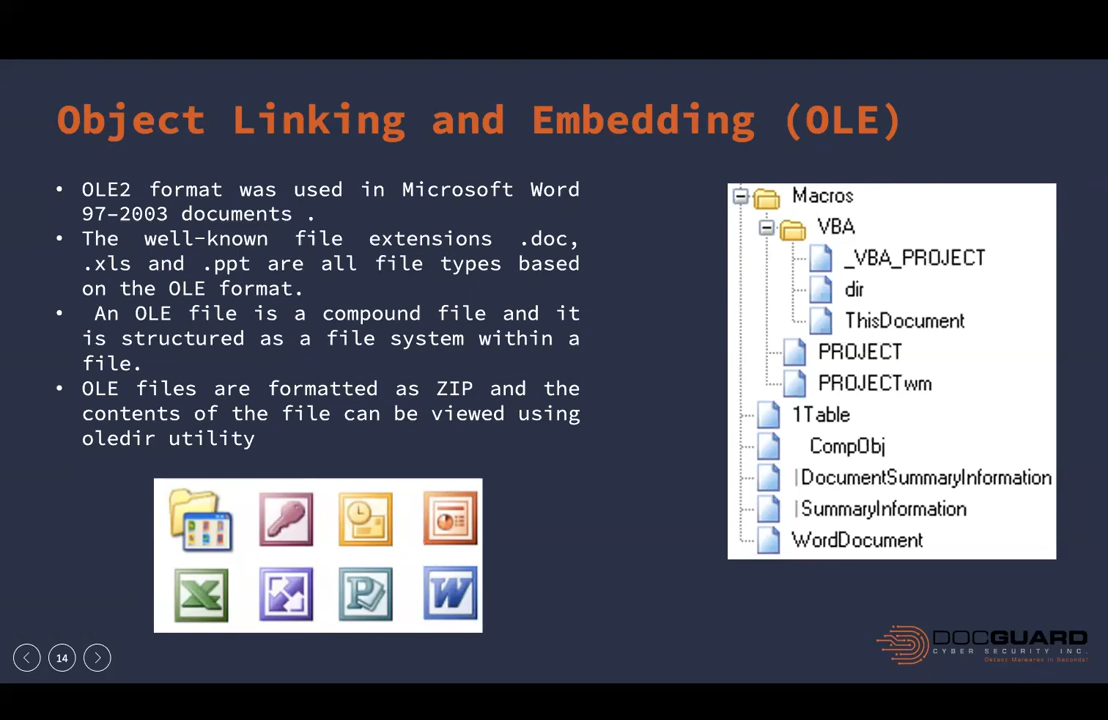 Object Linking and Embedding (OLE)
• OLE2 format was used in Microsoft Word
97–2003 documents .
• The well-known file extensions .doc,
.xls and .ppt are all file types based
on the OLE format.
• An OLE file is a compound file and it
is structured as a file system within a
file.
• OLE files are formatted as ZIP and the
contents of the file can be viewed using
oledir utility
Macros
VBA
_VBA_PROJECT
dir
ThisDocument
PROJECT
PROJECTwm
1Table
CompObj
|DocumentSummaryInformation
|SummaryInformation
WordDocument
14
DOCGUARD
CYBER SECURITY INC.
Detect Malwares in Seconds!